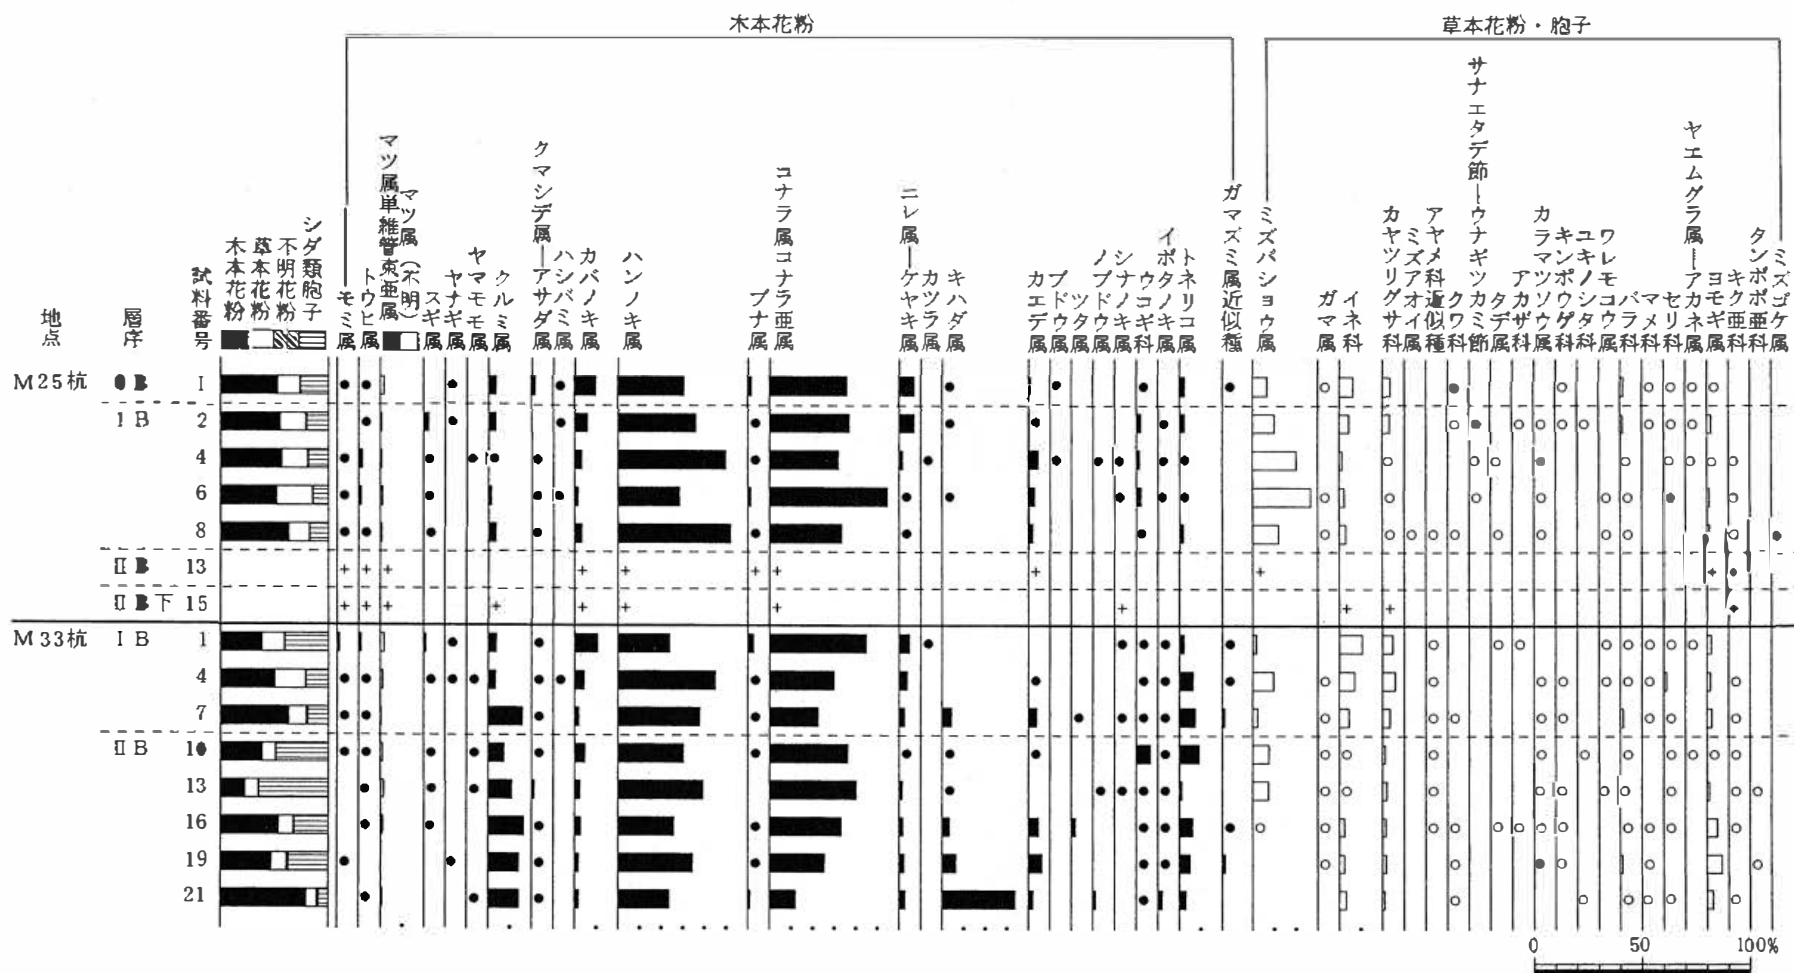 木本花粉
草本花粉・胞子
地点
層序
試料番号
木本花粉
草本花粉
不明花粉
シダ類胞子
モミ属
トウヒ属
マツ属単維管束亜属
マツ属(不明)
スギ属
ヤナギ属
ヤマモモ属
クルミ属
クマシデ属―アサダ属
ハシバミ属
カバノキ属
ハンノキ属
ブナ属
コナラ属コナラ亜属
ニレ属―ケヤキ属
カツラ属
キハダ属
カエデ属
ブドウ属
ツタ属
ノブドウ属
シナノキ属
ウコギ科
イボタノキ属
トネリコ属
ガマズミ属近似種
ミズバショウ属
ガマ属
イネ科
カヤツリグサ科
ミズアオイ属
アヤメ科近似種
クワ科
サナエタデ節―ウナギツカミ節
タデ属
アカザ科
カラマツソウ属
キンポウゲ科
ユキノシタ科
ワレモコウ属
バラ科
マメ科
セリ科
ヤエムグラ属―アカネ属
ヨモギ属
キク亜科
タンポポ亜科
ミズゴケ属
M25杭 B 1
I B 2
4
6
8
II B 13
II B下 15
M33杭 I B 1
4
7
II B
13
16
19
21
0 50 100%